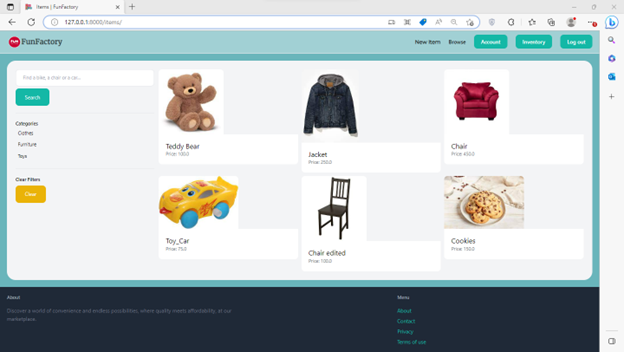 Items | FunFactory
127.0.0.1:8000/items/
FUN FunFactory
New Item
Browse
Account
Inventory
Log out
Find a bike, a chair or a car...
Search
Categories
Clothes
Furniture
Toys
Clear Filters
Clear
Teddy Bear
Price: 100.0
Jacket
Price: 250.0
Chair
Price: 450.0
Toy_Car
Price: 75.0
Chair edited
Price: 100.0
Cookies
Price: 150.0
About
Discover a world of convenience and endless possibilities, where quality meets affordability, at our
marketplace.
Menu
About
Contact
Privacy
Terms of use